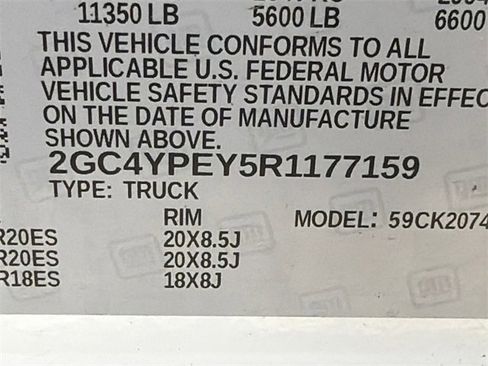 11350 LB 5600 LB 6600
THIS VEHICLE CONFORMS TO ALL
APPLICABLE U.S. FEDERAL MOTOR
VEHICLE SAFETY STANDARDS IN EFFEC
ON THE DATE OF MANUFACTURE
SHOWN ABOVE.
2GC4YPEY5R1177159
TYPE: TRUCK
RIM MODEL: 59CK2074
R20ES 20X8.5J
R20ES 20X8.5J
R18ES 18X8J